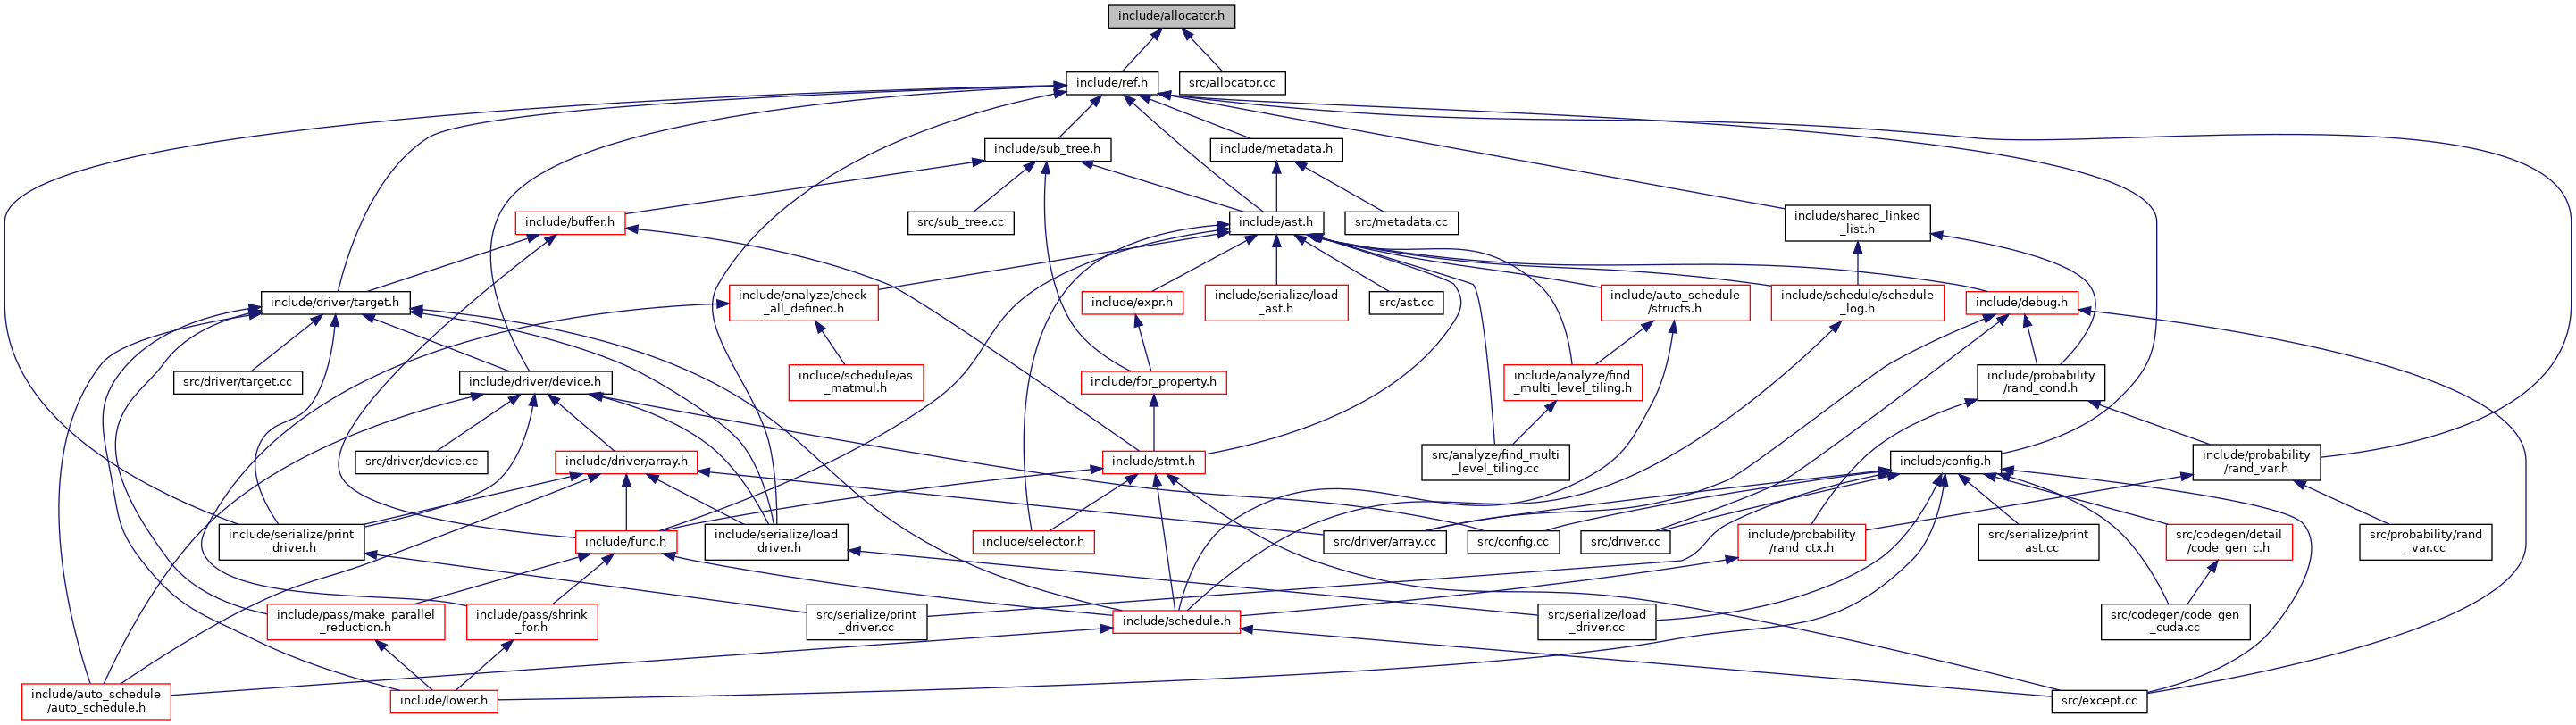 include/allocator.h
include/ref.h
src/allocator.cc
include/sub_tree.h
include/metadata.h
include/buffer.h
src/sub_tree.cc
include/ast.h
src/metadata.cc
include/shared_linked
_list.h
include/driver/target.h
include/analyze/check
_all_defined.h
include/expr.h
include/serialize/load
_ast.h
src/ast.cc
include/auto_schedule
/structs.h
include/schedule/schedule
_log.h
include/debug.h
src/driver/target.cc
include/driver/device.h
include/schedule/as
_matmul.h
include/for_property.h
include/analyze/find
_multi_level_tiling.h
include/probability
/rand_cond.h
src/driver/device.cc
include/driver/array.h
include/stmt.h
src/analyze/find_multi
_level_tiling.cc
include/config.h
include/probability
/rand_var.h
include/serialize/print
_driver.h
include/func.h
include/serialize/load
_driver.h
include/selector.h
src/driver/array.cc
src/config.cc
src/driver.cc
include/probability
/rand_ctx.h
src/serialize/print
_ast.cc
src/codegen/detail
/code_gen_c.h
src/probability/rand
_var.cc
include/pass/make_parallel
_reduction.h
include/pass/shrink
_for.h
src/serialize/print
_driver.cc
include/schedule.h
src/serialize/load
_driver.cc
src/codegen/code_gen
_cuda.cc
include/auto_schedule
/auto_schedule.h
include/lower.h
src/except.cc